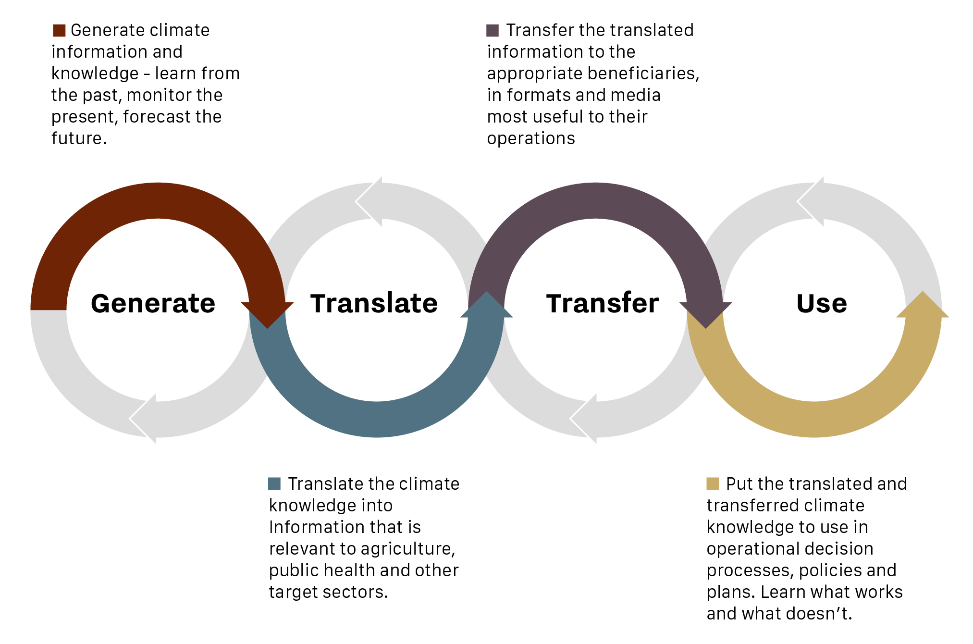 Generate climate
information and
knowledge - learn from
the past, monitor the
present, forecast the
future.
Transfer the translated
information to the
appropriate beneficiaries,
in formats and media
most useful to their
operations
Generate
Translate
Transfer
Use
Translate the climate
knowledge into
Information that is
relevant to agriculture,
public health and other
target sectors.
Put the translated and
transferred climate
knowledge to use in
operational decision
processes, policies and
plans. Learn what works
and what doesn't.